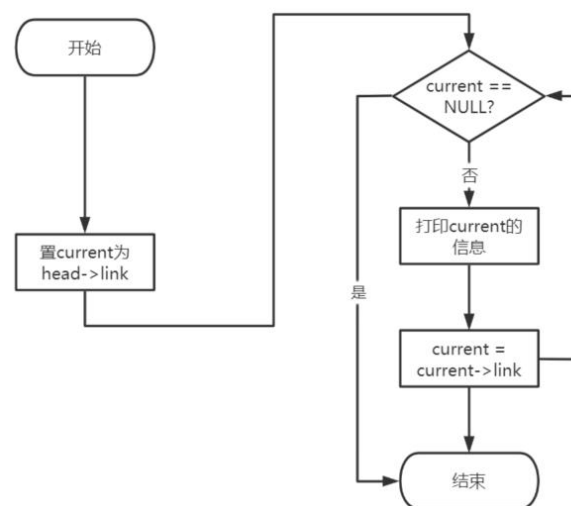 开始
置current为
head->link
current ==
NULL?
否
打印current的
信息
是
current =
current->link
结束